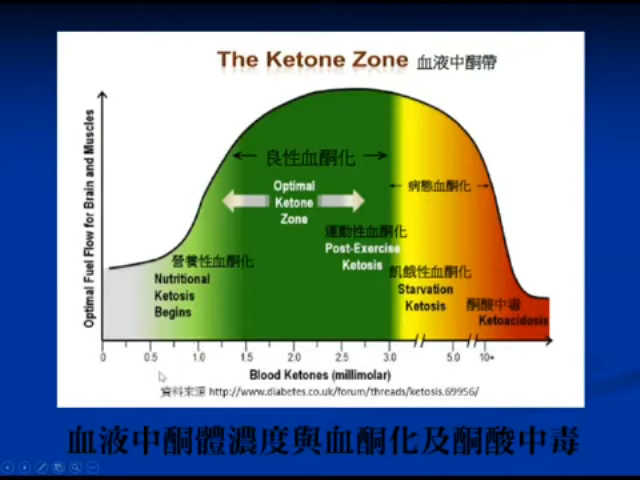 The Ketone Zone 血液中酮帶
Optimal Fuel Flow for Brain and Muscles
良性血酮化
病態血酮化
Optimal
Ketone
Zone
運動性血酮化
Post-Exercise
Ketosis
營養性血酮化
Nutritional
Ketosis
Begins
飢餓性血酮化
Starvation
Ketosis
酮酸中毒
Ketoacidosis
0 0.5 1.0 1.5 2.0 2.5 3.0 5.0 10+
Blood Ketones (millimolar)
資料來源 http://www.diabetes.co.uk/forum/threads/ketosis.69956/
血液中酮體濃度與血酮化及酮酸中毒